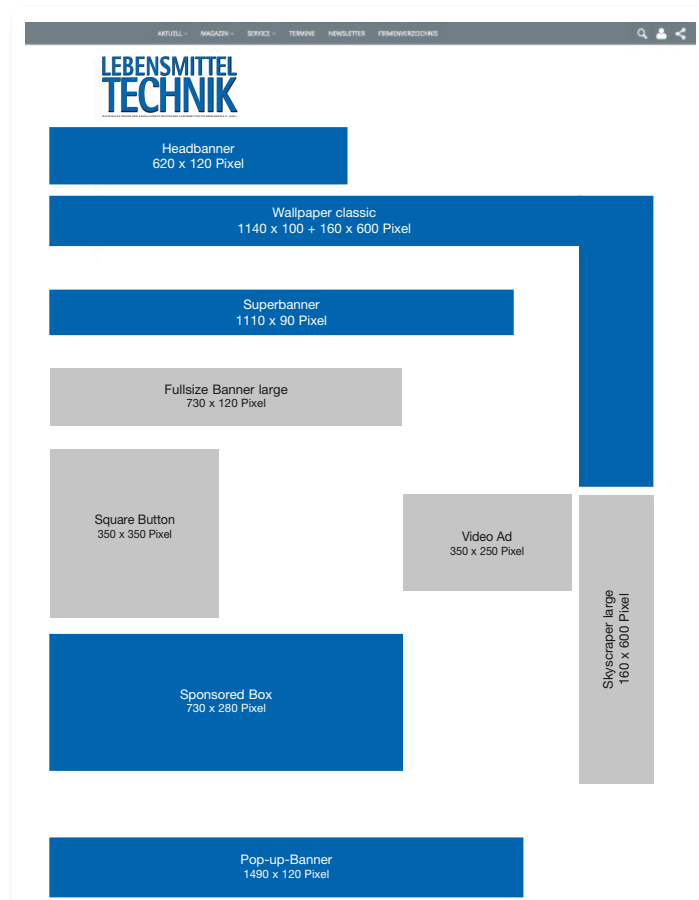 AKTUELL
MAGAZIN
SERVICE
TERMINE
NEWSLETTER
FIRMENVERZEICHNIS
LEBENSMITTEL
TECHNIK
Headbanner
620 x 120 Pixel
Wallpaper classic
1140 x 100 + 160 x 600 Pixel
Superbanner
1110 x 90 Pixel
Fullsize Banner large
730 x 120 Pixel
Square Button
350 x 350 Pixel
Video Ad
350 x 250 Pixel
Skyscraper large
160 x 600 Pixel
Sponsored Box
730 x 280 Pixel
Pop-up-Banner
1490 x 120 Pixel